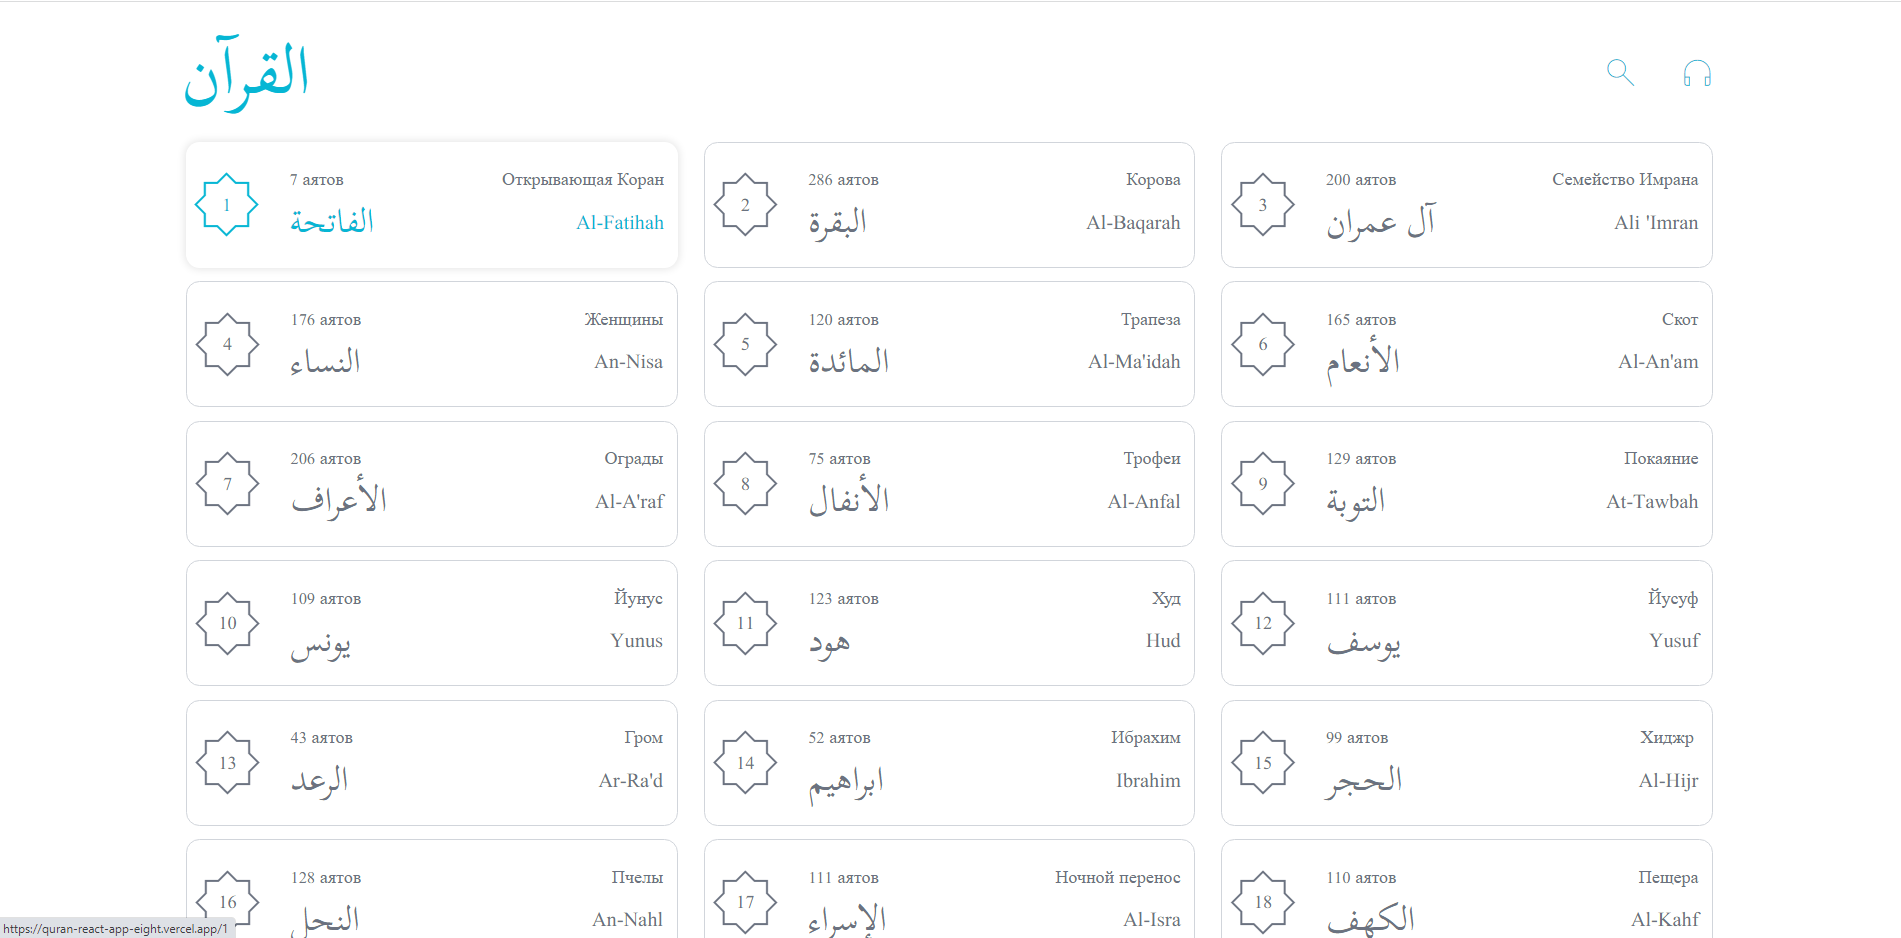 القرآن
1
7 аятов
Открывающая Коран
الفاتحة
Al-Fatihah
2
286 аятов
Корова
البقرة
Al-Baqarah
3
200 аятов
Семейство Имрана
آل عمران
Ali 'Imran
4
176 аятов
Женщины
النساء
An-Nisa
5
120 аятов
Трапеза
المائدة
Al-Ma'idah
6
165 аятов
Скот
الأنعام
Al-An'am
7
206 аятов
Ограды
الأعراف
Al-A'raf
8
75 аятов
Трофеи
الأنفال
Al-Anfal
9
129 аятов
Покаяние
التوبة
At-Tawbah
10
109 аятов
Йунус
يونس
Yunus
11
123 аятов
Худ
هود
Hud
12
111 аятов
Йусуф
يوسف
Yusuf
13
43 аятов
Гром
الرعد
Ar-Ra'd
14
52 аятов
Ибрахим
ابراهيم
Ibrahim
15
99 аятов
Хиджр
الحجر
Al-Hijr
16
128 аятов
Пчелы
النحل
An-Nahl
17
111 аятов
Ночной перенос
الإسراء
Al-Isra
18
110 аятов
Пещера
الكهف
Al-Kahf
https://quran-react-app-eight.vercel.app/1